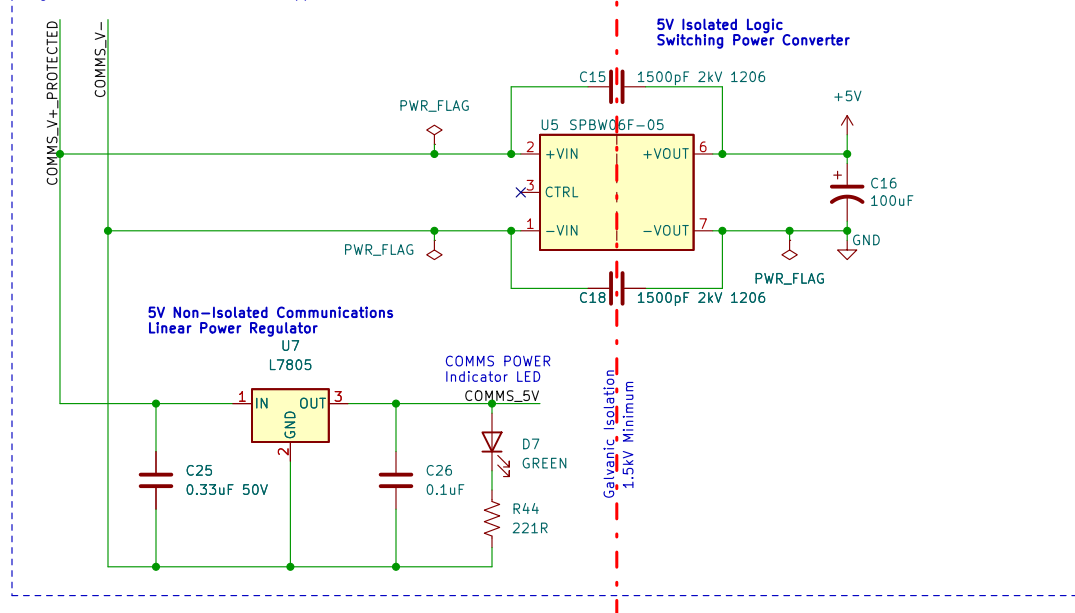 COMMS_V+_PROTECTED
COMMS_V-
5V Isolated Logic
Switching Power Converter
C15
1500pF 2kV 1206
PWR_FLAG
U5 SPBW06F-05
+5V
2
+VIN
+VOUT
6
3
CTRL
+
C16
100uF
1
-VIN
-VOUT
7
GND
PWR_FLAG
PWR_FLAG
C18
1500pF 2kV 1206
5V Non-Isolated Communications
Linear Power Regulator
U7
L7805
COMMS POWER
Indicator LED
COMMS_5V
1
IN
OUT
3
GND
2
Galvanic Isolation
1.5kV Minimum
D7
GREEN
C25
0.33uF 50V
C26
0.1uF
R44
221R